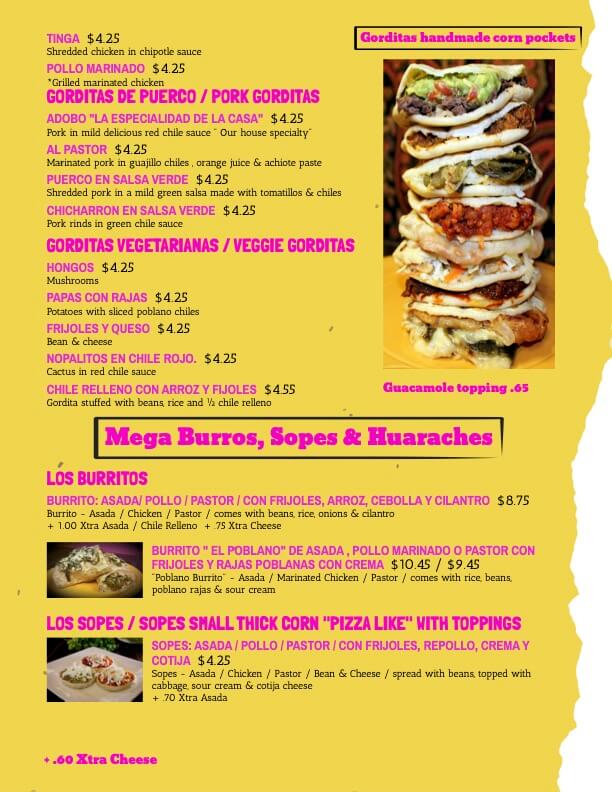 TINGA $4.25
Shredded chicken in chipotle sauce
POLLO MARINADO $4.25
*Grilled marinated chicken
GORDITAS DE PUERCO / PORK GORDITAS
ADOBO "LA ESPECIALIDAD DE LA CASA" $4.25
Pork in mild delicious red chile sauce " Our house specialty"
AL PASTOR $4.25
Marinated pork in guajillo chiles , orange juice & achiote paste
PUERCO EN SALSA VERDE $4.25
Shredded pork in a mild green salsa made with tomatillos & chiles
CHICHARRON EN SALSA VERDE $4.25
Pork rinds in green chile sauce
GORDITAS VEGETARIANAS / VEGGIE GORDITAS
HONGOS $4.25
Mushrooms
PAPAS CON RAJAS $4.25
Potatoes with sliced poblano chiles
FRIJOLES Y QUESO $4.25
Bean & cheese
NOPALITOS EN CHILE ROJO. $4.25
Cactus in red chile sauce
CHILE RELLENO CON ARROZ Y FIJOLES $4.55
Gordita stuffed with beans, rice and ½ chile relleno
Gorditas handmade corn pockets
Guacamole topping .65
Mega Burros, Sopes & Huaraches
LOS BURRITOS
BURRITO: ASADA/ POLLO / PASTOR / CON FRIJOLES, ARROZ, CEBOLLA Y CILANTRO $8.75
Burrito - Asada / Chicken / Pastor / comes with beans, rice, onions & cilantro
+ 1.00 Xtra Asada / Chile Relleno + .75 Xtra Cheese
BURRITO " EL POBLANO" DE ASADA , POLLO MARINADO O PASTOR CON
FRIJOLES Y RAJAS POBLANAS CON CREMA $10.45 / $9.45
"Poblano Burrito" - Asada / Marinated Chicken / Pastor / comes with rice, beans,
poblano rajas & sour cream
LOS SOPES / SOPES SMALL THICK CORN "PIZZA LIKE" WITH TOPPINGS
SOPES: ASADA / POLLO / PASTOR / CON FRIJOLES, REPOLLO, CREMA Y
COTIJA $4.25
Sopes - Asada / Chicken / Pastor / Bean & Cheese / spread with beans, topped with
cabbage, sour cream & cotija cheese
+ .70 Xtra Asada
+ .60 Xtra Cheese